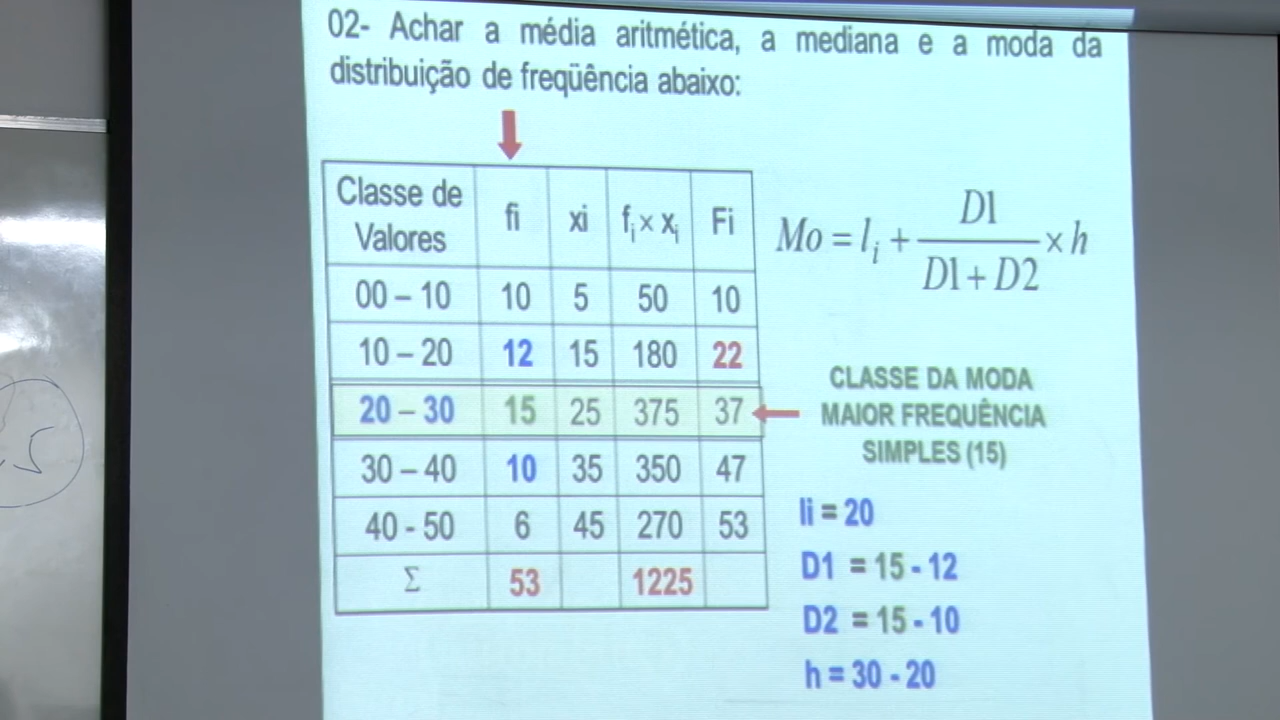 02- Achar a média aritmética, a mediana e a moda da
distribuição de freqüência abaixo:
Classe de Valores fi xi fi × xi Fi
00 – 10 10 5 50 10
10 – 20 12 15 180 22
20 – 30 15 25 375 37
30 – 40 10 35 350 47
40 - 50 6 45 270 53
Σ 53 1225
Mo = li + D1 / D1 + D2 × h
CLASSE DA MODA
MAIOR FREQUÊNCIA
SIMPLES (15)
li = 20
D1 = 15 - 12
D2 = 15 - 10
h = 30 - 20